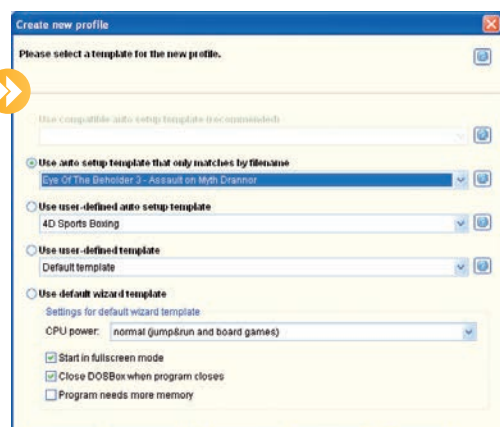 Create new profile
Please select a template for the new profile.
Use compatible auto setup template (recommended)
Use auto setup template that only matches by filename
Eye Of The Beholder 3 - Assault on Myth Drannor
Use user-defined auto setup template
4D Sports Boxing
Use user-defined template
Default template
Use default wizard template
Settings for default wizard template
CPU power: normal (jump&run and board games)
Start in fullscreen mode
Close DOSBox when program closes
Program needs more memory